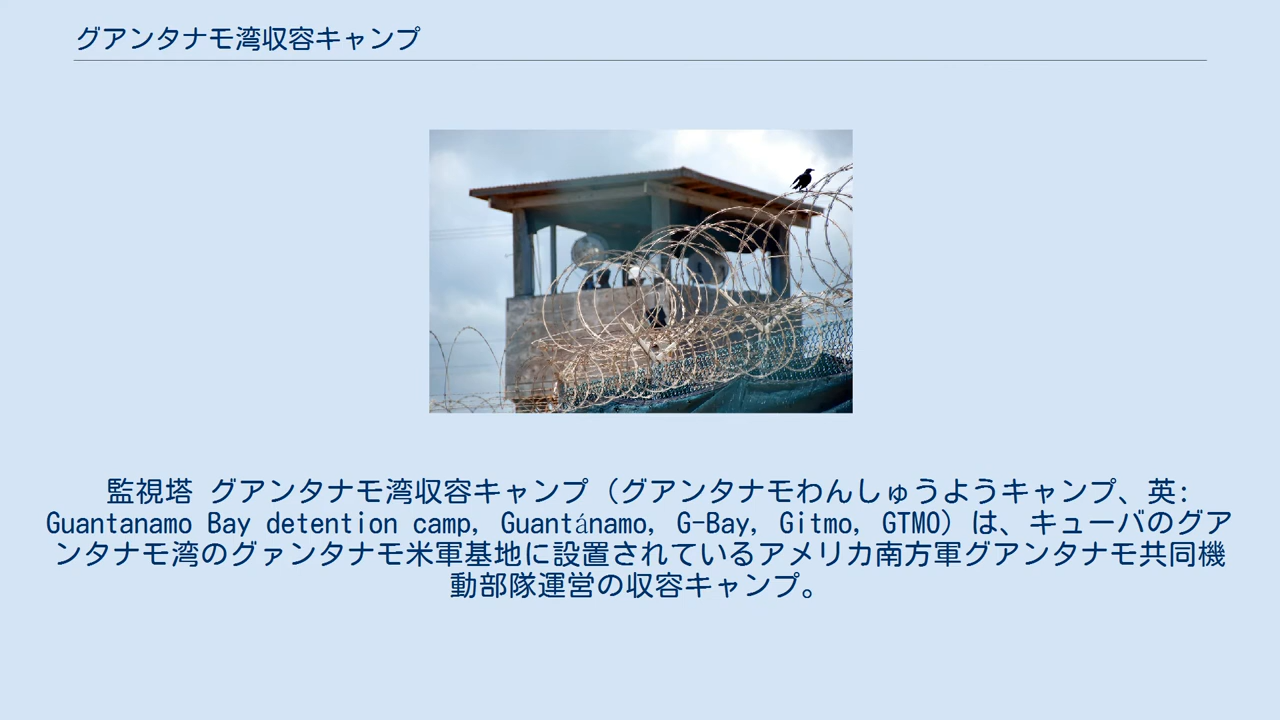 グアンタナモ湾収容キャンプ
監視塔 グアンタナモ湾収容キャンプ（グアンタナモわんしゅうようキャンプ、英:
Guantanamo Bay detention camp, Guantánamo, G-Bay, Gitmo, GTMO）は、キューバのグア
ンタナモ湾のグァンタナモ米軍基地に設置されているアメリカ南方軍グアンタナモ共同機
動部隊運営の収容キャンプ。